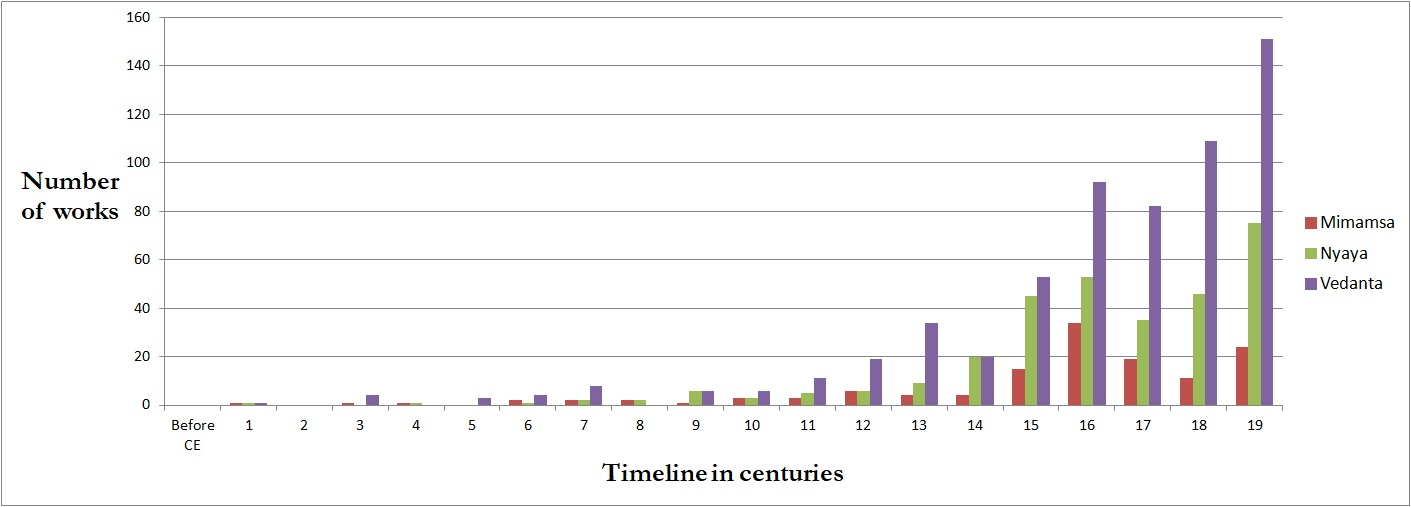 160
140
120
100
80
60
40
20
0
Number
of works
Before
CE
1 2 3 4 5 6 7 8 9 10 11 12 13 14 15 16 17 18 19
Timeline in centuries
Mimamsa
Nyaya
Vedanta